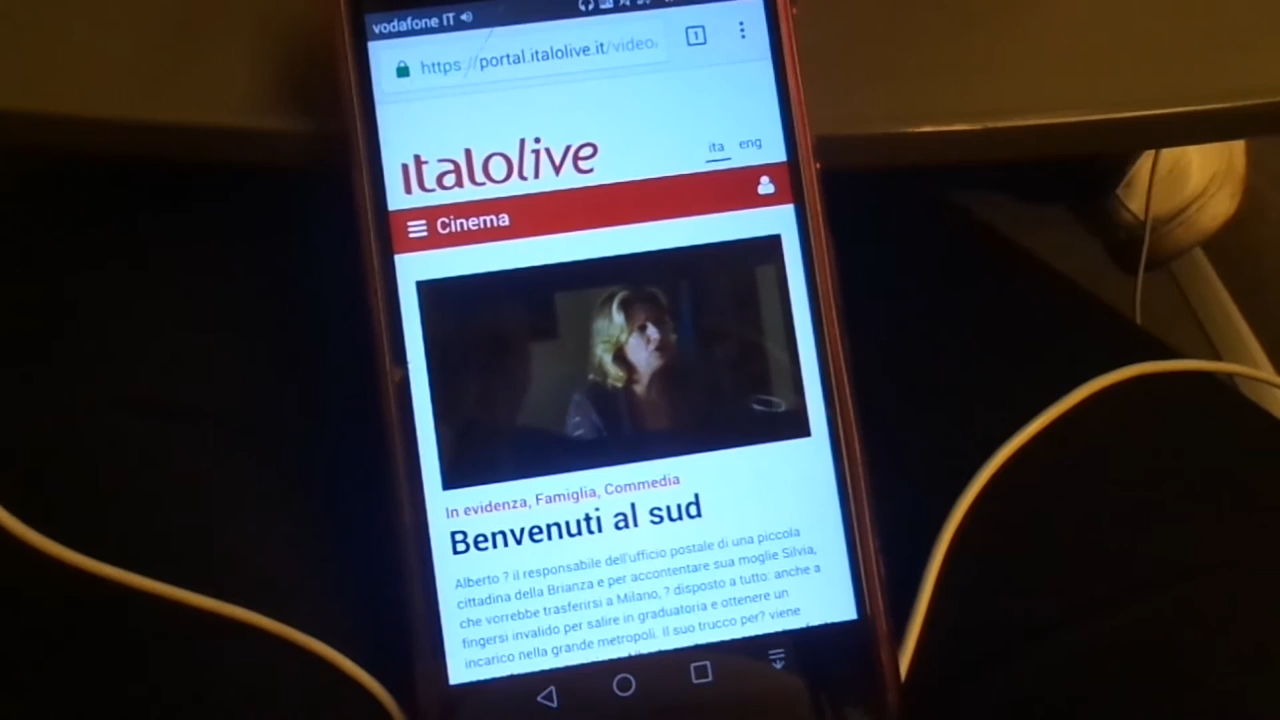 vodafone IT
https://portal.italolive.it/video
1
italolive
ita eng
Cinema
In evidenza, Famiglia, Commedia
Benvenuti al sud
Alberto ? il responsabile dell'ufficio postale di una piccola
cittadina della Brianza e per accontentare sua moglie Silvia,
che vorrebbe trasferirsi a Milano, ? disposto a tutto: anche a
fingersi invalido per salire in graduatoria e ottenere un
incarico nella grande metropoli. Il suo trucco per? viene